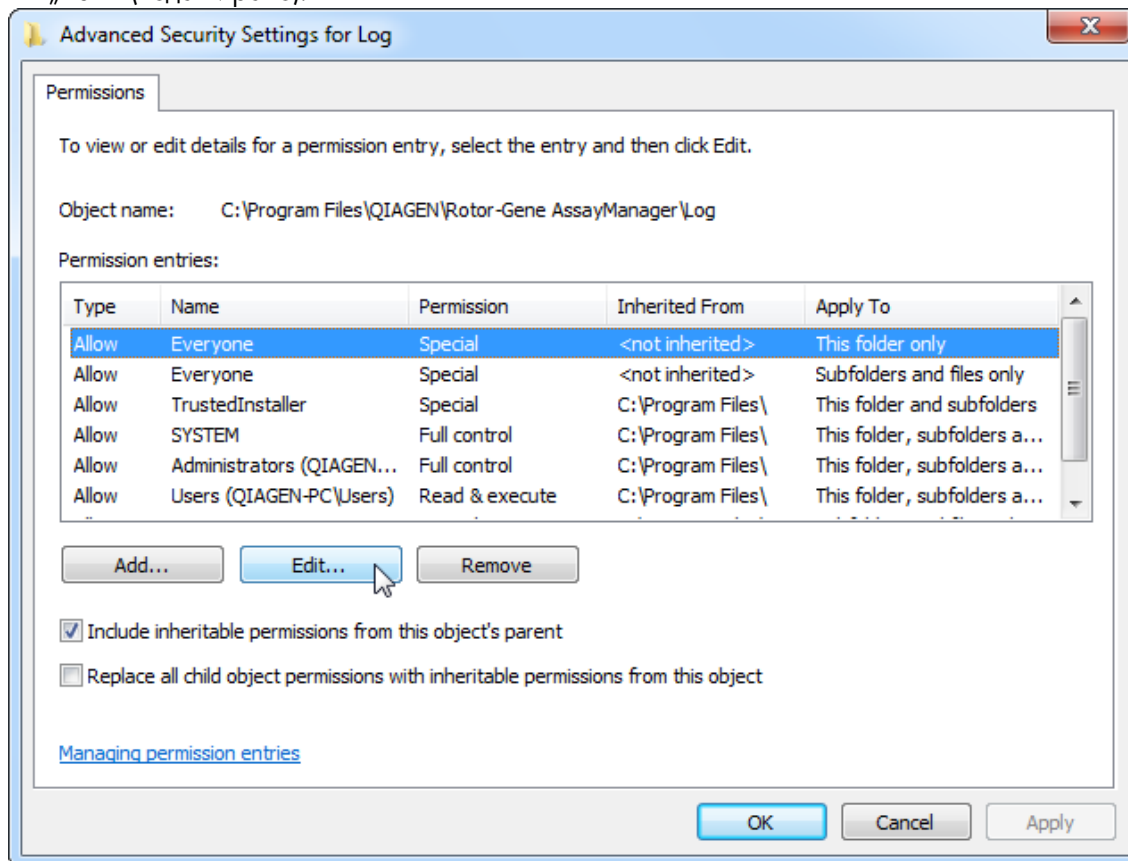 Advanced Security Settings for Log
Permissions
To view or edit details for a permission entry, select the entry and then click Edit.
Object name: C:\Program Files\QIAGEN\Rotor-Gene AssayManager\Log
Permission entries:
Type Name Permission Inherited From Apply To
Allow Everyone Special <not inherited> This folder only
Allow Everyone Special <not inherited> Subfolders and files only
Allow TrustedInstaller Special C:\Program Files\ This folder and subfolders
Allow SYSTEM Full control C:\Program Files\ This folder, subfolders a...
Allow Administrators (QIAGEN... Full control C:\Program Files\ This folder, subfolders a...
Allow Users (QIAGEN-PC\Users) Read & execute C:\Program Files\ This folder, subfolders a...
Add... Edit... Remove
Include inheritable permissions from this object's parent
Replace all child object permissions with inheritable permissions from this object
Managing permission entries
OK Cancel Apply